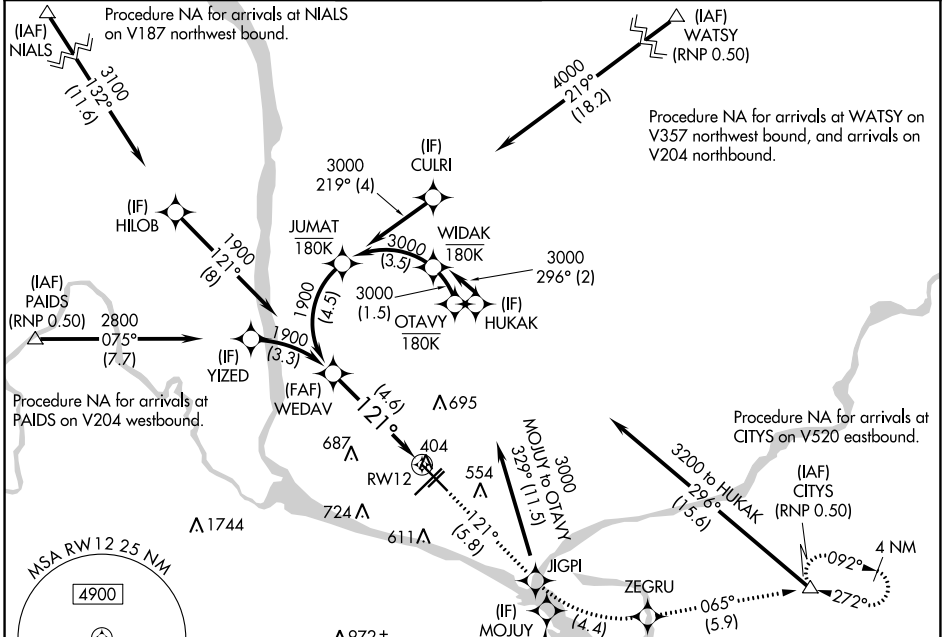 (IAF)
NIALS
Procedure NA for arrivals at NIALS
on V187 northwest bound.
3100
132°
(11.6)
(IAF)
WATSY
(RNP 0.50)
4000
219°
(18.2)
Procedure NA for arrivals at WATSY on
V357 northwest bound, and arrivals on
V204 northbound.
(IF)
CULRI
3000
219° (4)
(IF)
HILOB
1900
121°
(8)
JUMAT
180K
3000
(3.5)
WIDAK
180K
3000
296° (2)
3000
(1.5)
OTAVY
180K
(IF)
HUKAK
1900
(4.5)
(IAF)
PAIDS
(RNP 0.50)
2800
075°
(7.7)
(IF)
YIZED
1900
(3.3)
(FAF)
WEDAV
Procedure NA for arrivals at
PAIDS on V204 westbound.
(4.6)
121°
695
687
404
RW12
554
724
611
1744
121°
(5.8)
3000
MOJUY to OTAVY
329° (11.5)
Procedure NA for arrivals at
CITYS on V520 eastbound.
3200 to HUKAK
296°
(15.6)
(IAF)
CITYS
(RNP 0.50)
092°
4 NM
272°
JIGPI
(IF)
MOJUY
(4.4)
ZEGRU
065°
(5.9)
MSA RW12 25 NM
4900
972±